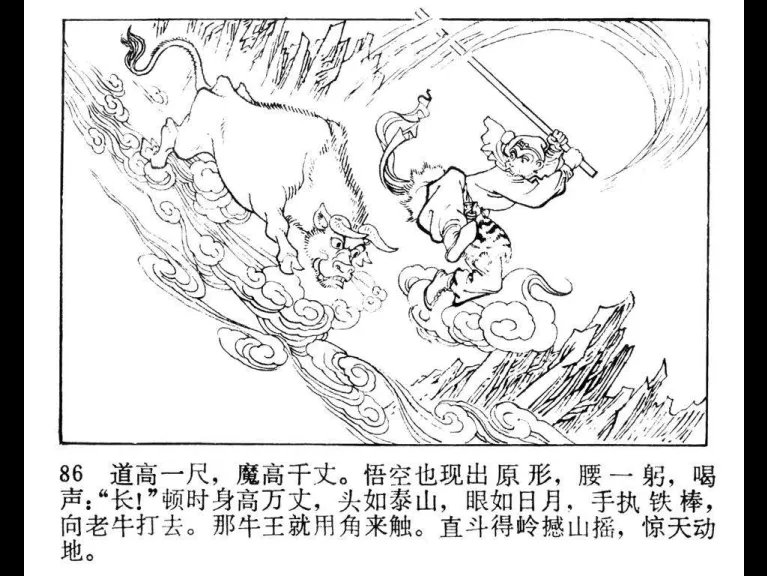 86 道高一尺，魔高千丈。悟空也现出原形，腰一躬，喝
声：“长！”顿时身高万丈，头如泰山，眼如日月，手执铁棒，
向老牛打去。那牛王就用角来触。直斗得岭撼山摇，惊天动
地。